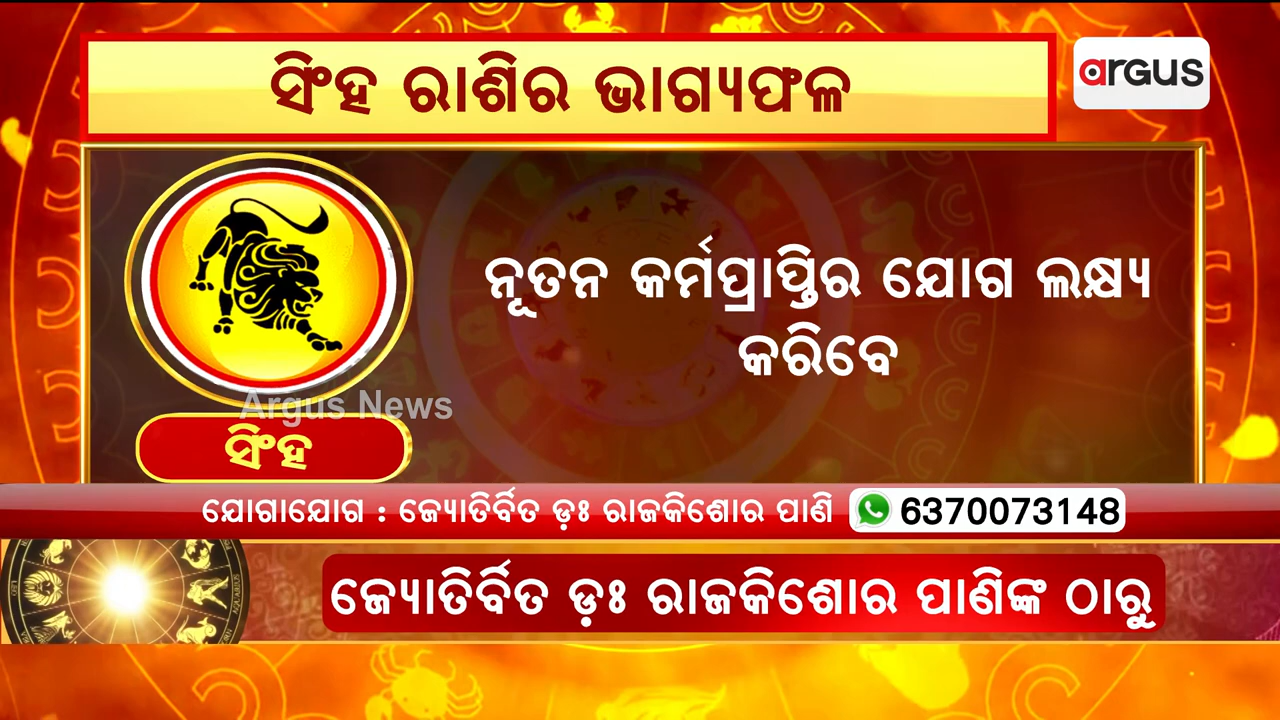 ସିଂହ ରାଶିର ଭାଗ୍ୟଫଳ
argus
ନୂତନ କର୍ମପ୍ରାପ୍ତିର ଯୋଗ ଲକ୍ଷ୍ୟ
କରିବେ
Argus News
ସିଂହ
ଯୋଗାଯୋଗ : ଜ୍ୟୋତିର୍ବିତ ଡ଼ଃ ରାଜକିଶୋର ପାଣି 6370073148
ଜ୍ୟୋତିର୍ବିତ ଡ଼ଃ ରାଜକିଶୋର ପାଣିଙ୍କ ଠାରୁ